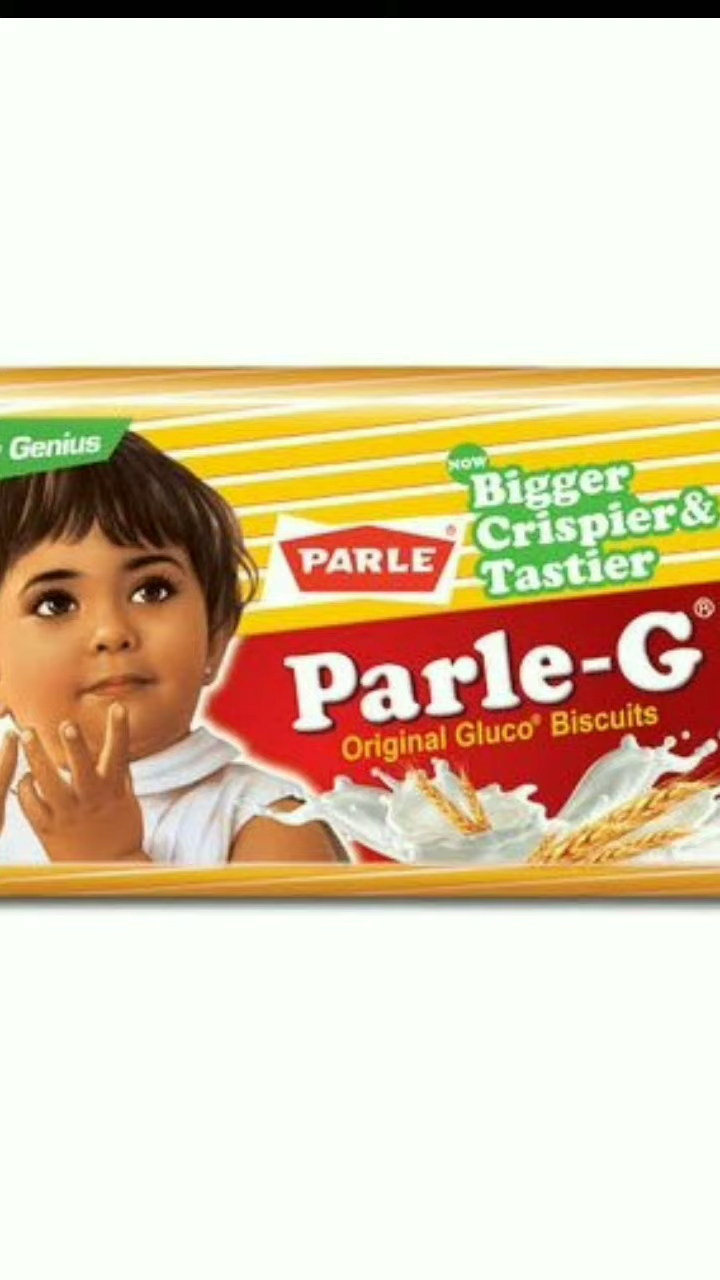 Genius
NOW
Bigger
Crispier &
Tastier
PARLE®
Parle-G®
Original Gluco® Biscuits